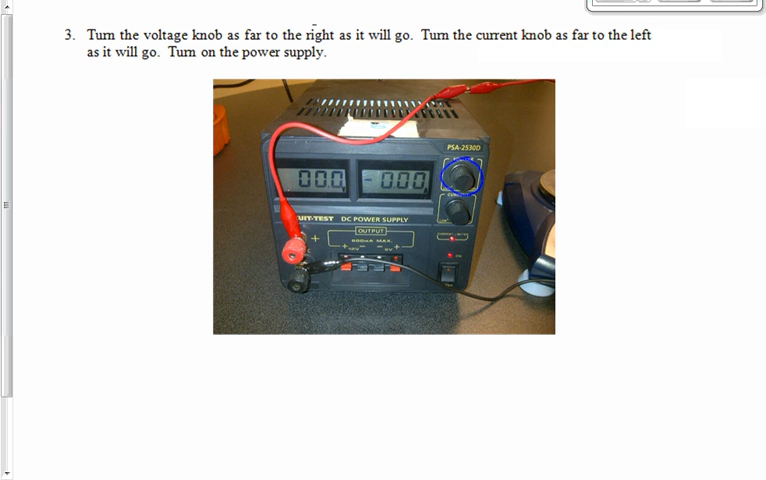 3. Turn the voltage knob as far to the right as it will go. Turn the current knob as far to the left
as it will go. Turn on the power supply.
PSA-2530D
000
- 000
UIT-TEST DC POWER SUPPLY
OUTPUT
+
600mA MAX.
+ - - +